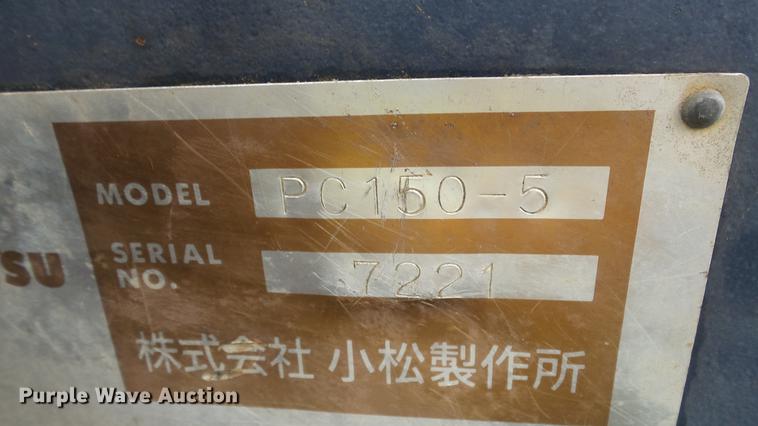 MODEL PC150-5
SU
SERIAL NO. 7221
株式会社 小松製作所
Purple Wave Auction